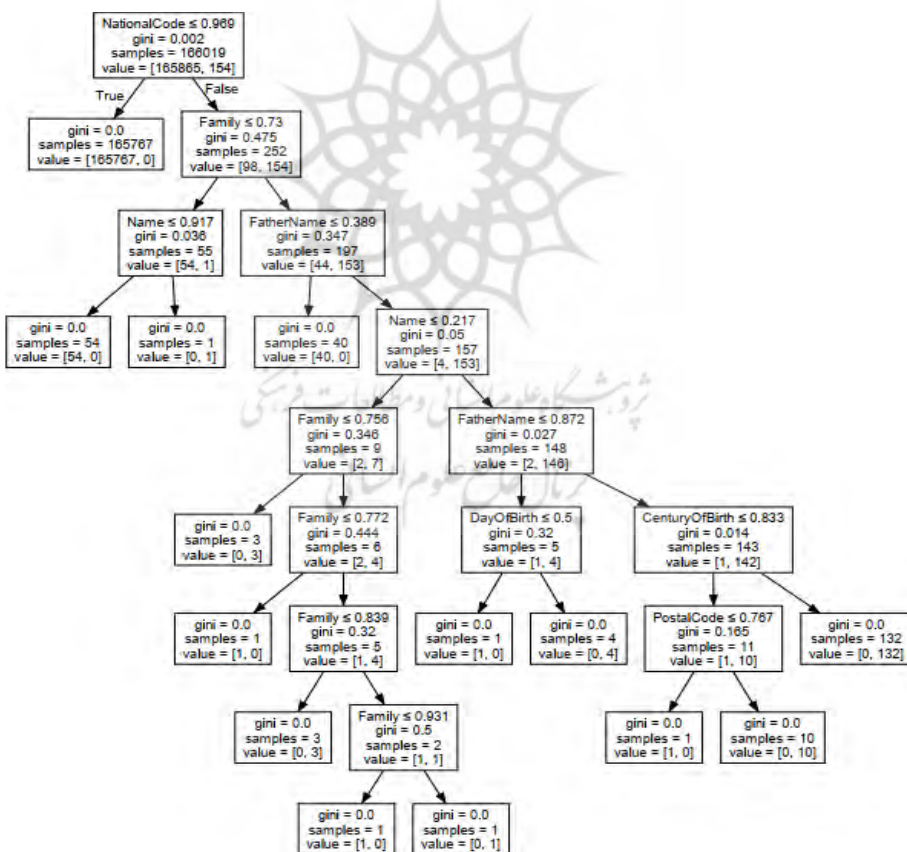 NationalCode ≤ 0.969
gini = 0.002
samples = 166019
value = [165865, 154]
True
False
gini = 0.0
samples = 165767
value = [165767, 0]
Family ≤ 0.73
gini = 0.475
samples = 252
value = [98, 154]
Name ≤ 0.917
gini = 0.036
samples = 55
value = [54, 1]
FatherName ≤ 0.389
gini = 0.347
samples = 197
value = [44, 153]
gini = 0.0
samples = 54
value = [54, 0]
gini = 0.0
samples = 1
value = [0, 1]
gini = 0.0
samples = 40
value = [40, 0]
Name ≤ 0.217
gini = 0.05
samples = 157
value = [4, 153]
پژوهشگاه علوم انسانی و مطالعات فرهنگی
Family ≤ 0.756
gini = 0.346
samples = 9
value = [2, 7]
FatherName ≤ 0.872
gini = 0.027
samples = 148
value = [2, 146]
پرتال جامع علوم انسانی
gini = 0.0
samples = 3
value = [0, 3]
Family ≤ 0.772
gini = 0.444
samples = 6
value = [2, 4]
DayOfBirth ≤ 0.5
gini = 0.32
samples = 5
value = [1, 4]
CenturyOfBirth ≤ 0.833
gini = 0.014
samples = 143
value = [1, 142]
gini = 0.0
samples = 1
value = [1, 0]
Family ≤ 0.839
gini = 0.32
samples = 5
value = [1, 4]
gini = 0.0
samples = 1
value = [1, 0]
gini = 0.0
samples = 4
value = [0, 4]
PostalCode ≤ 0.767
gini = 0.165
samples = 11
value = [1, 10]
gini = 0.0
samples = 132
value = [0, 132]
gini = 0.0
samples = 3
value = [0, 3]
Family ≤ 0.931
gini = 0.5
samples = 2
value = [1, 1]
gini = 0.0
samples = 1
value = [1, 0]
gini = 0.0
samples = 10
value = [0, 10]
gini = 0.0
samples = 1
value = [1, 0]
gini = 0.0
samples = 1
value = [0, 1]